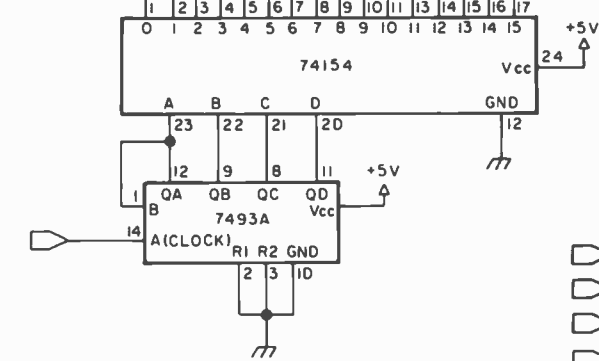 1 2 3 4 5 6 7 8 9 10 11 13 14 15 16 17
0 1 2 3 4 5 6 7 8 9 10 11 12 13 14 15
+5V
74154
24
Vcc
A B C D GND
23 22 21 20 12
12 9 8 11
+5V
1
QA QB QC QD
B
Vcc
7493A
14
A(CLOCK)
R1 R2 GND
2 3 10